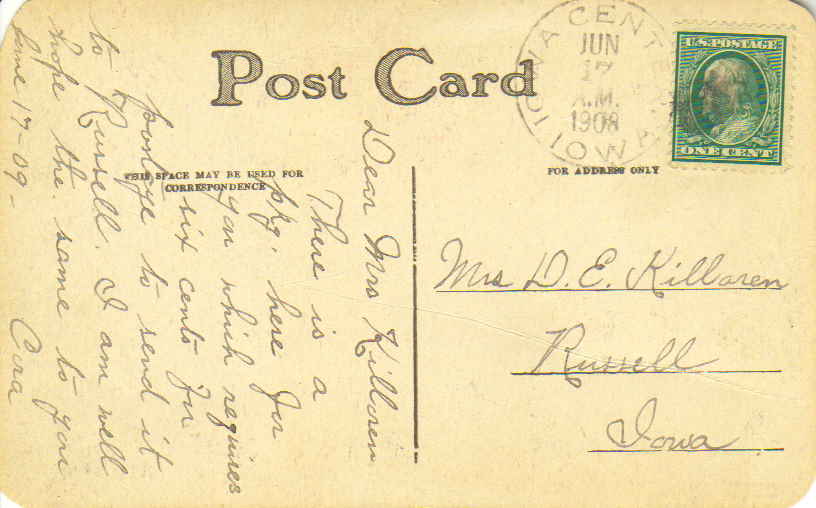 Post Card
IOWA CENT
IOWA
JUN
17
A.M.
1908
U.S. POSTAGE
ONE CENT
THIS SPACE MAY BE USED FOR
CORRESPONDENCE
FOR ADDRESS ONLY
Dear Mrs Killoren
There is a
pkg. here for
you which requires
six cents for
postage to send it
to Russell. I am well
hope the same to you
June 17-09- Cora
Mrs D. E. Killoren
Russell
Iowa